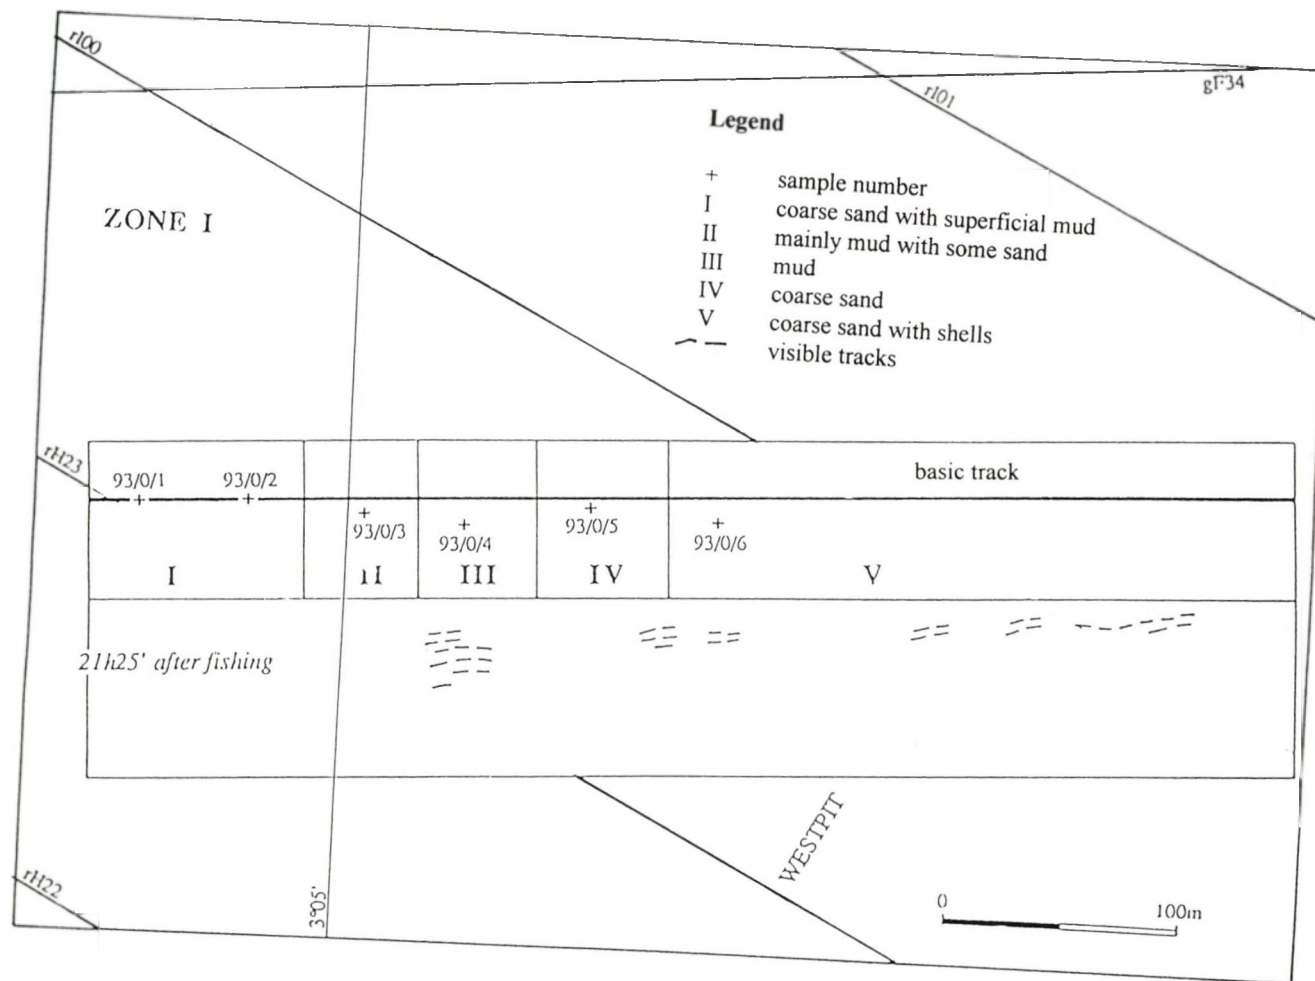 rI00
rI01
gF34
Legend
+ sample number
I coarse sand with superficial mud
II mainly mud with some sand
III mud
IV coarse sand
V coarse sand with shells
visible tracks
ZONE I
rH23
93/0/1
93/0/2
basic track
93/0/3
93/0/4
93/0/5
93/0/6
I
II
III
IV
V
21h25' after fishing
WESTPIT
rH22
3°05'
0
100m